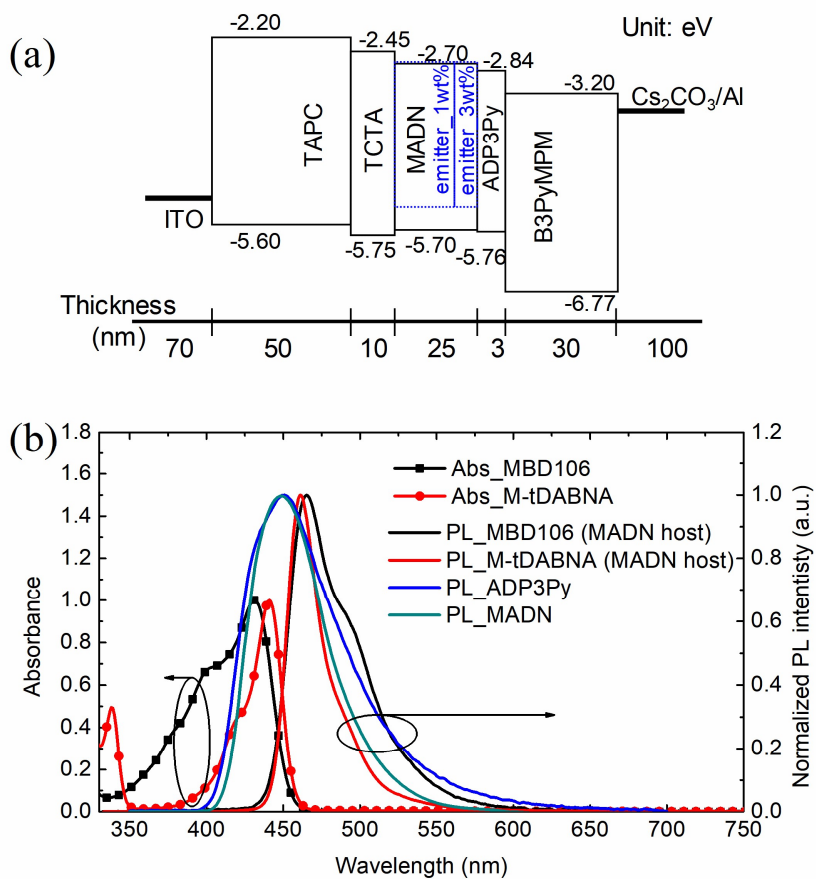 (a)
Unit: eV
-2.20
-2.45
-2.70
-2.84
-3.20
Cs2CO3/Al
TAPC
TCTA
MADN
emitter_1wt%
emitter_3wt%
ADP3Py
B3PyMPM
ITO
-5.60
-5.75
-5.70
-5.76
-6.77
Thickness
(nm)
70 50 10 25 3 30 100
(b)
1.8
1.6
1.4
1.2
1.0
0.8
0.6
0.4
0.2
0.0
Absorbance
Abs_MBD106
Abs_M-tDABNA
PL_MBD106 (MADN host)
PL_M-tDABNA (MADN host)
PL_ADP3Py
PL_MADN
1.2
1.0
0.8
0.6
0.4
0.2
0.0
Normalized PL intentisty (a.u.)
350 400 450 500 550 600 650 700 750
Wavelength (nm)